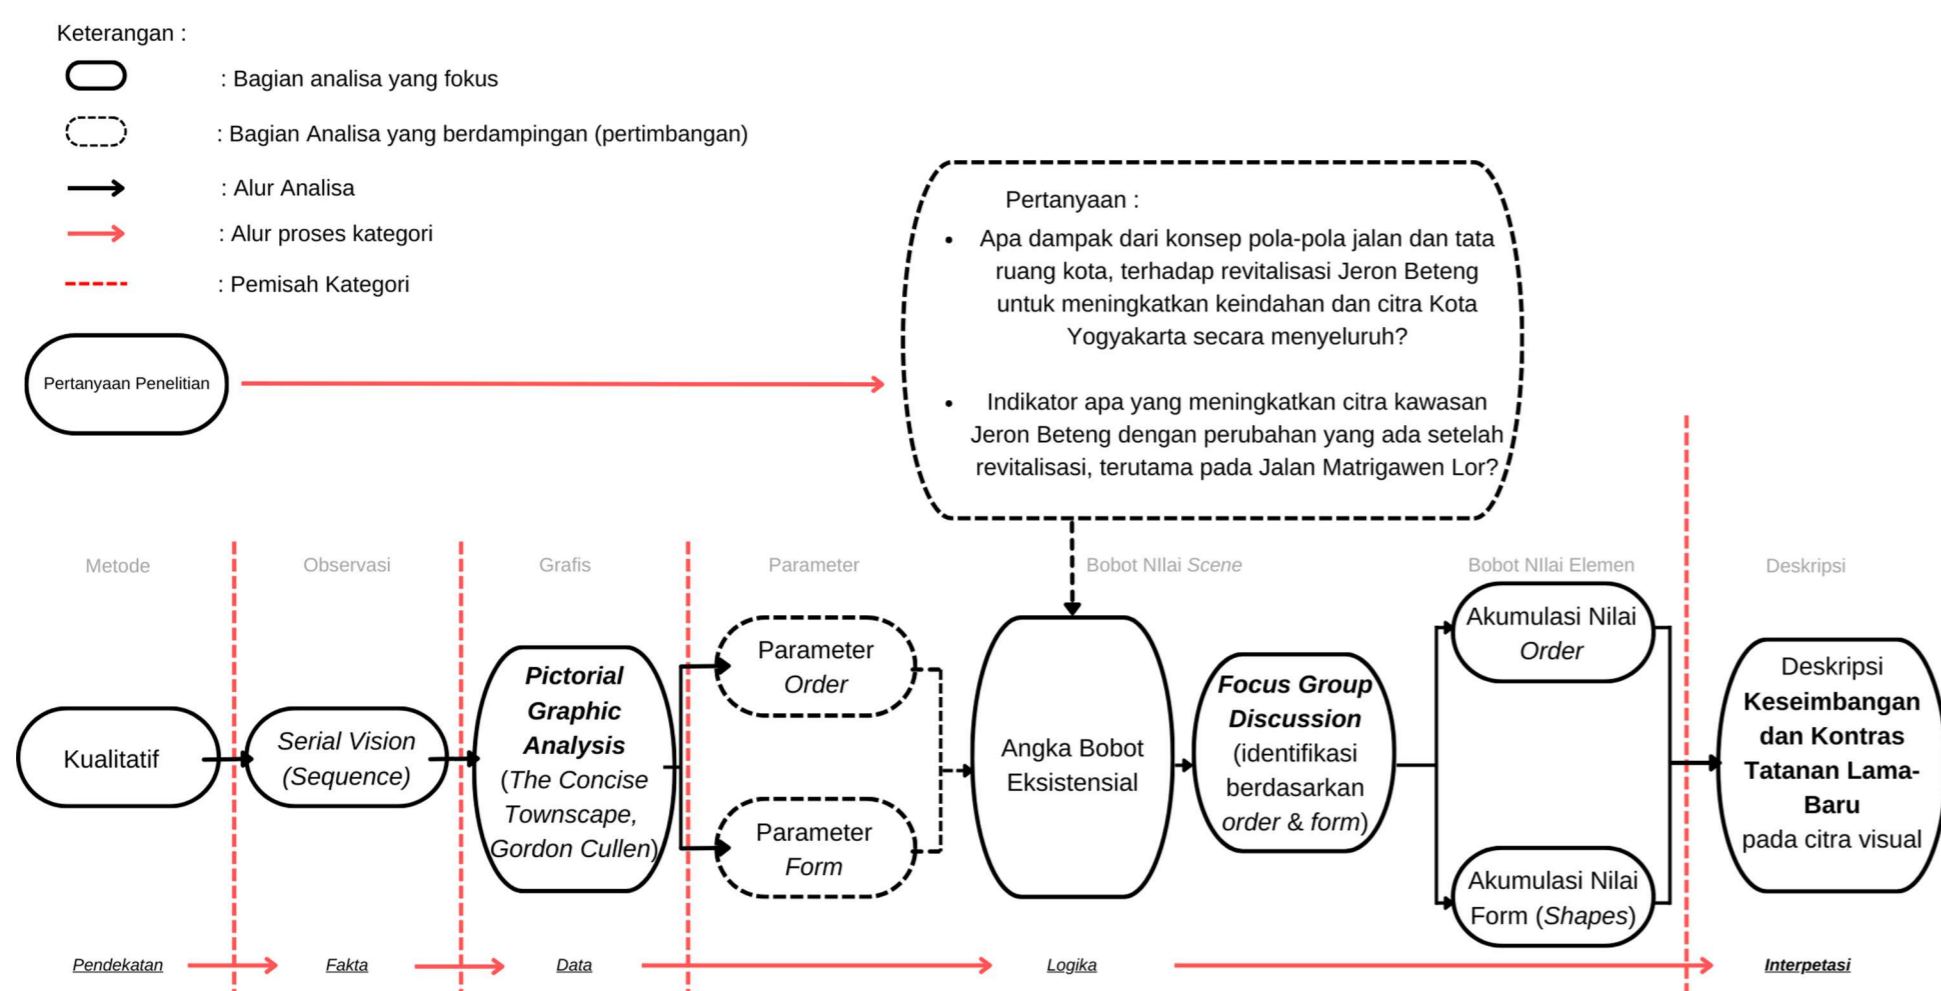 Keterangan :
: Bagian analisa yang fokus
: Bagian Analisa yang berdampingan (pertimbangan)
: Alur Analisa
: Alur proses kategori
: Pemisah Kategori
Pertanyaan Penelitian
Pertanyaan :
• Apa dampak dari konsep pola-pola jalan dan tata
ruang kota, terhadap revitalisasi Jeron Beteng
untuk meningkatkan keindahan dan citra Kota
Yogyakarta secara menyeluruh?
• Indikator apa yang meningkatkan citra kawasan
Jeron Beteng dengan perubahan yang ada setelah
revitalisasi, terutama pada Jalan Matrigawen Lor?
Metode
Observasi
Grafis
Parameter
Bobot NIlai Scene
Bobot NIlai Elemen
Deskripsi
Kualitatif
Serial Vision
(Sequence)
Pictorial
Graphic
Analysis
(The Concise
Townscape,
Gordon Cullen)
Parameter
Order
Parameter
Form
Angka Bobot
Eksistensial
Focus Group
Discussion
(identifikasi
berdasarkan
order & form)
Akumulasi Nilai
Order
Akumulasi Nilai
Form (Shapes)
Deskripsi
Keseimbangan
dan Kontras
Tatanan Lama-
Baru
pada citra visual
Pendekatan
Fakta
Data
Logika
Interpetasi